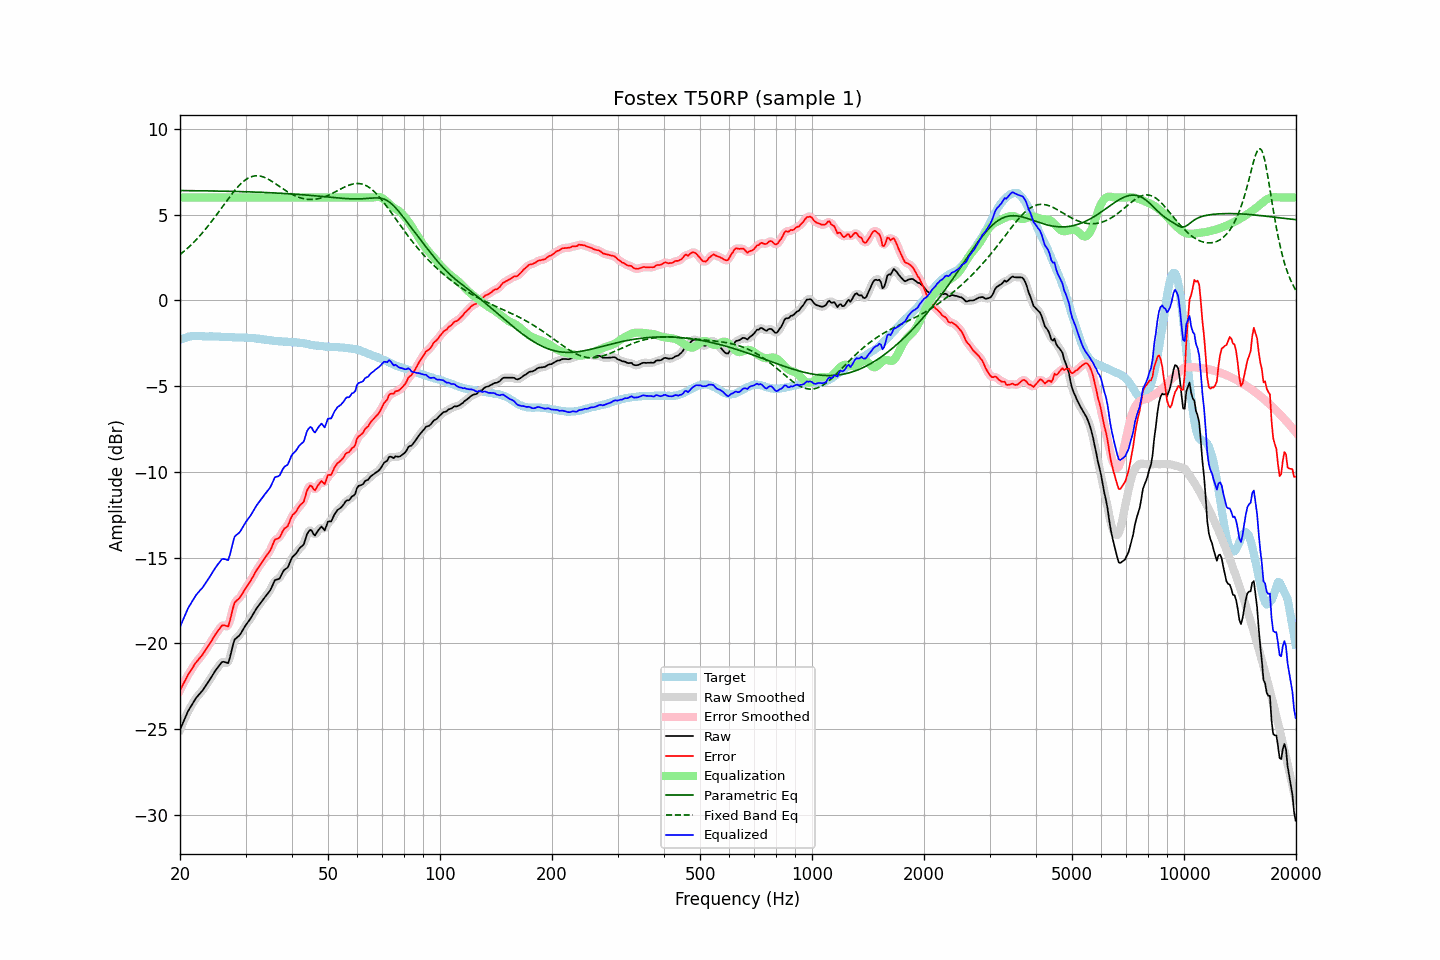 Fostex T50RP (sample 1)
10
5
0
−5
−10
−15
−20
−25
−30
Amplitude (dBr)
Target
Raw Smoothed
Error Smoothed
Raw
Error
Equalization
Parametric Eq
Fixed Band Eq
Equalized
20 50 100 200 500 1000 2000 5000 10000 20000
Frequency (Hz)